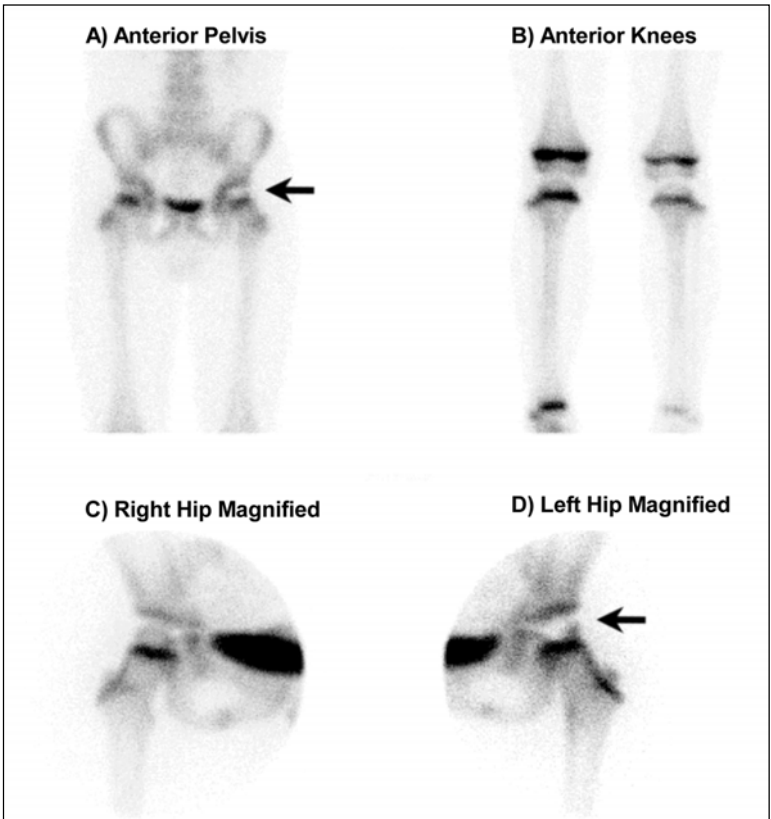 A) Anterior Pelvis
B) Anterior Knees
C) Right Hip Magnified
D) Left Hip Magnified